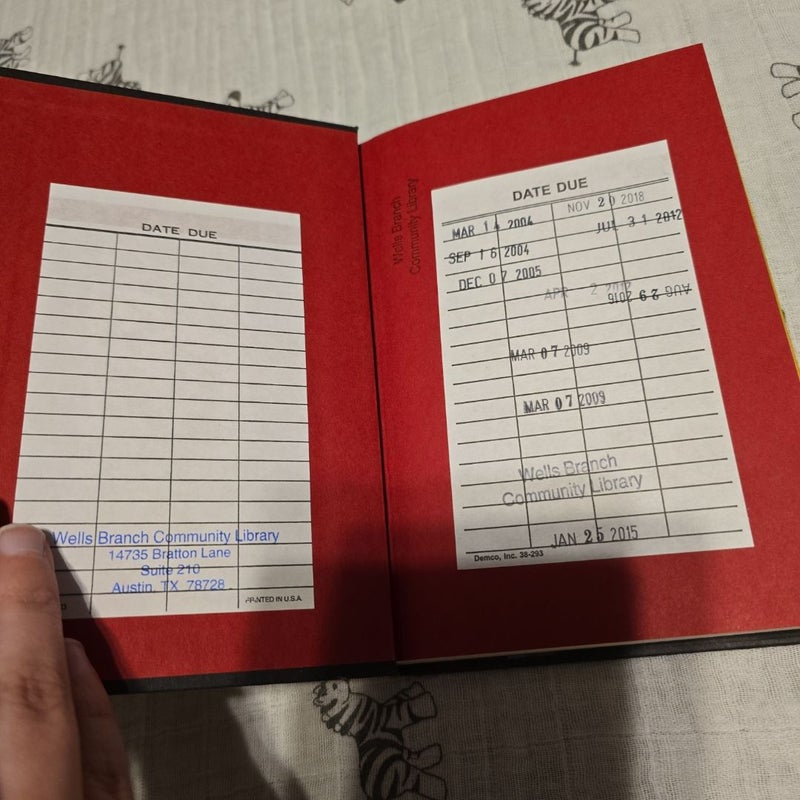 DATE DUE
Wells Branch Community Library
14735 Bratton Lane
Suite 210
Austin, TX 78728
PRINTED IN U.S.A.
Wells Branch
Community Library
DATE DUE
NOV 20 2018
MAR 14 2004
JUL 31 2012
SEP 16 2004
DEC 07 2005
APR 2
AUG 29 2016
MAR 07 2009
MAR 07 2009
Wells Branch
Community Library
JAN 25 2015
Demco, Inc. 38-293